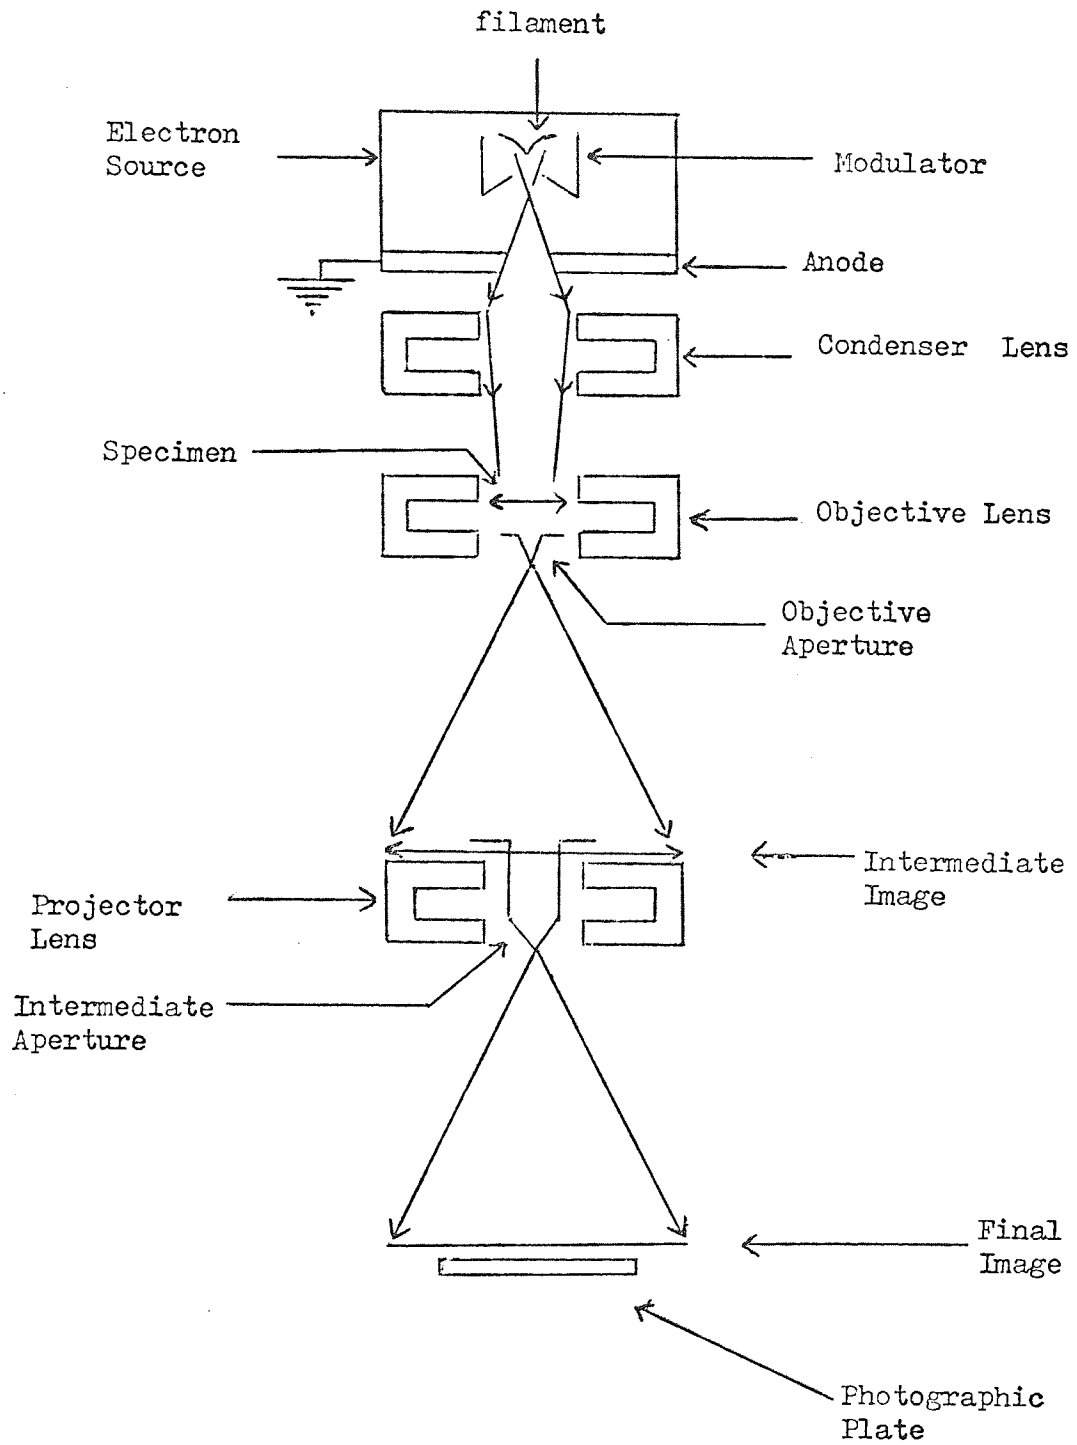 filament
Electron
Source
Modulator
Anode
Condenser Lens
Specimen
Objective Lens
Objective
Aperture
Intermediate
Image
Projector
Lens
Intermediate
Aperture
Final
Image
Photographic
Plate